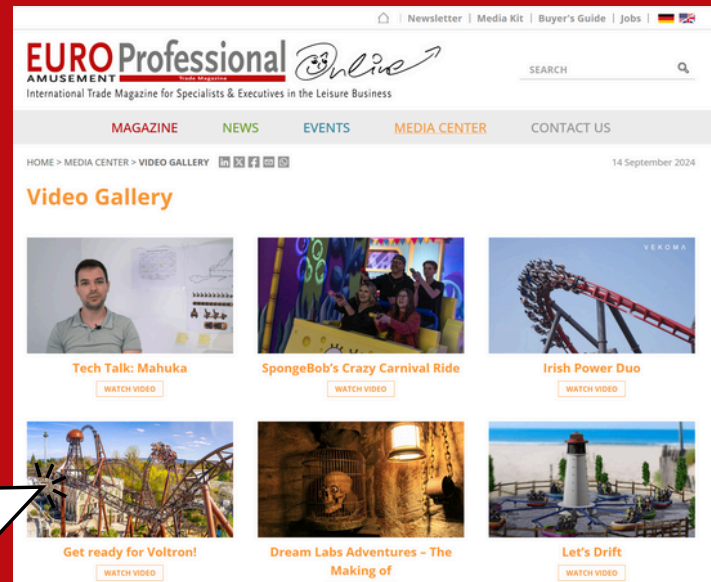 Newsletter | Media Kit | Buyer's Guide | Jobs |
EURO Professional Online
AMUSEMENT Trade Magazine
International Trade Magazine for Specialists & Executives in the Leisure Business
SEARCH
MAGAZINE NEWS EVENTS MEDIA CENTER CONTACT US
HOME > MEDIA CENTER > VIDEO GALLERY
14 September 2024
Video Gallery
VEKOMA
Tech Talk: Mahuka
WATCH VIDEO
SpongeBob's Crazy Carnival Ride
WATCH VIDEO
Irish Power Duo
WATCH VIDEO
Get ready for Voltron!
WATCH VIDEO
Dream Labs Adventures – The
Making of
Let's Drift
WATCH VIDEO